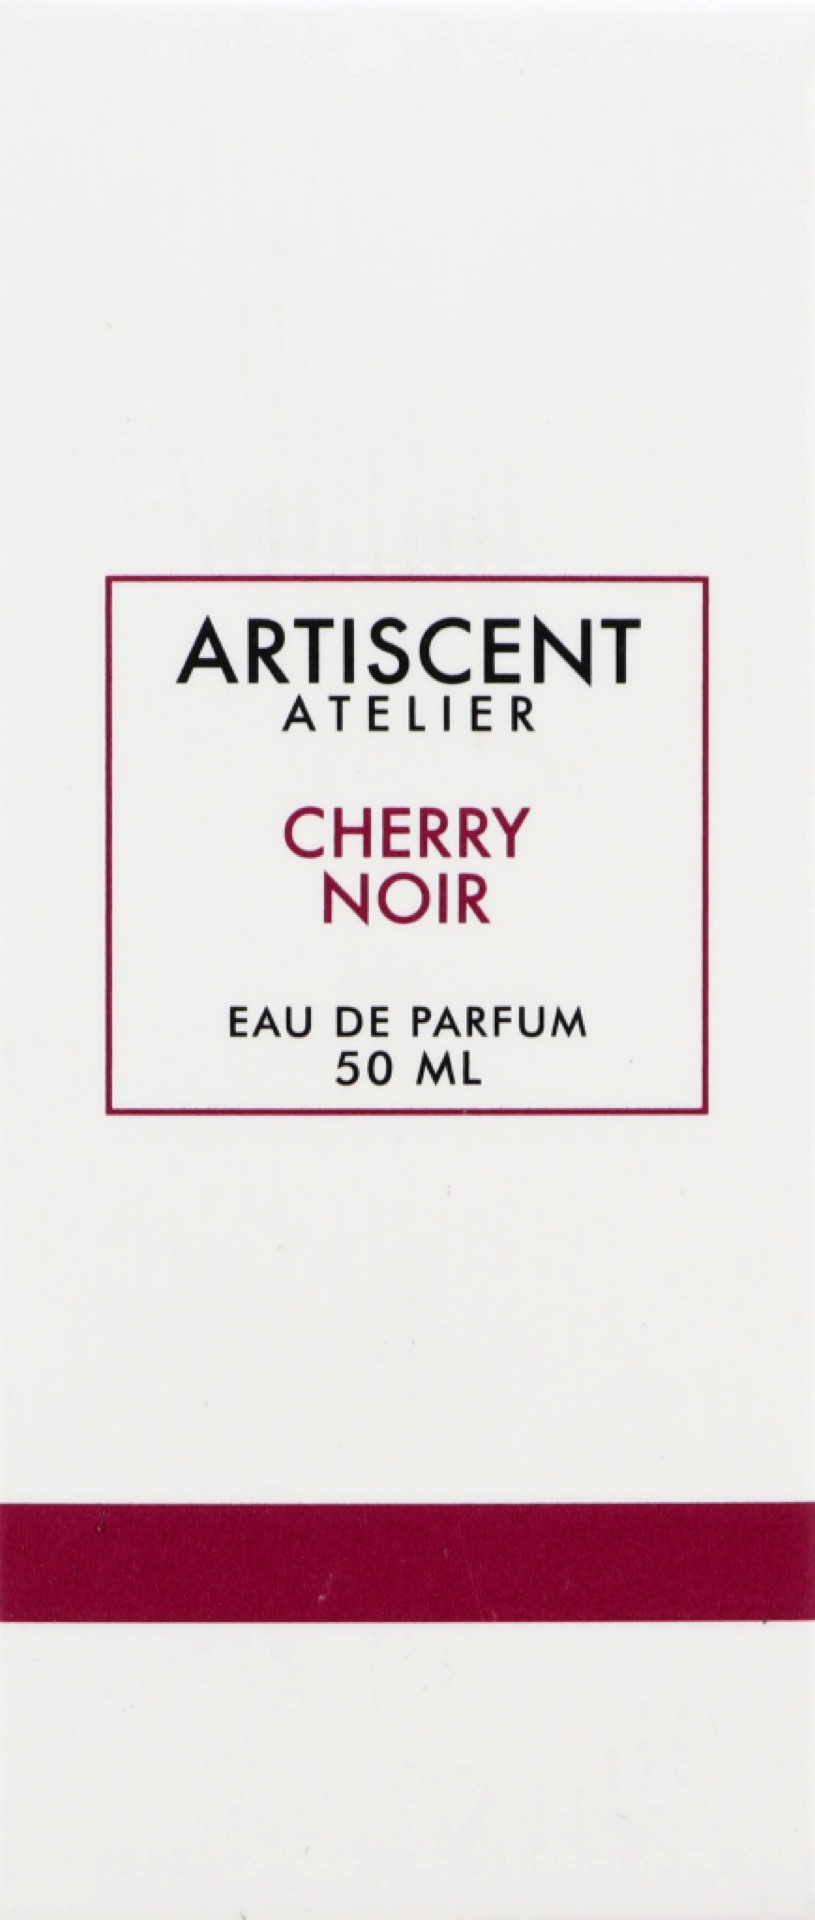 ARTISCENT
ATELIER
CHERRY
NOIR
EAU DE PARFUM
50 ML